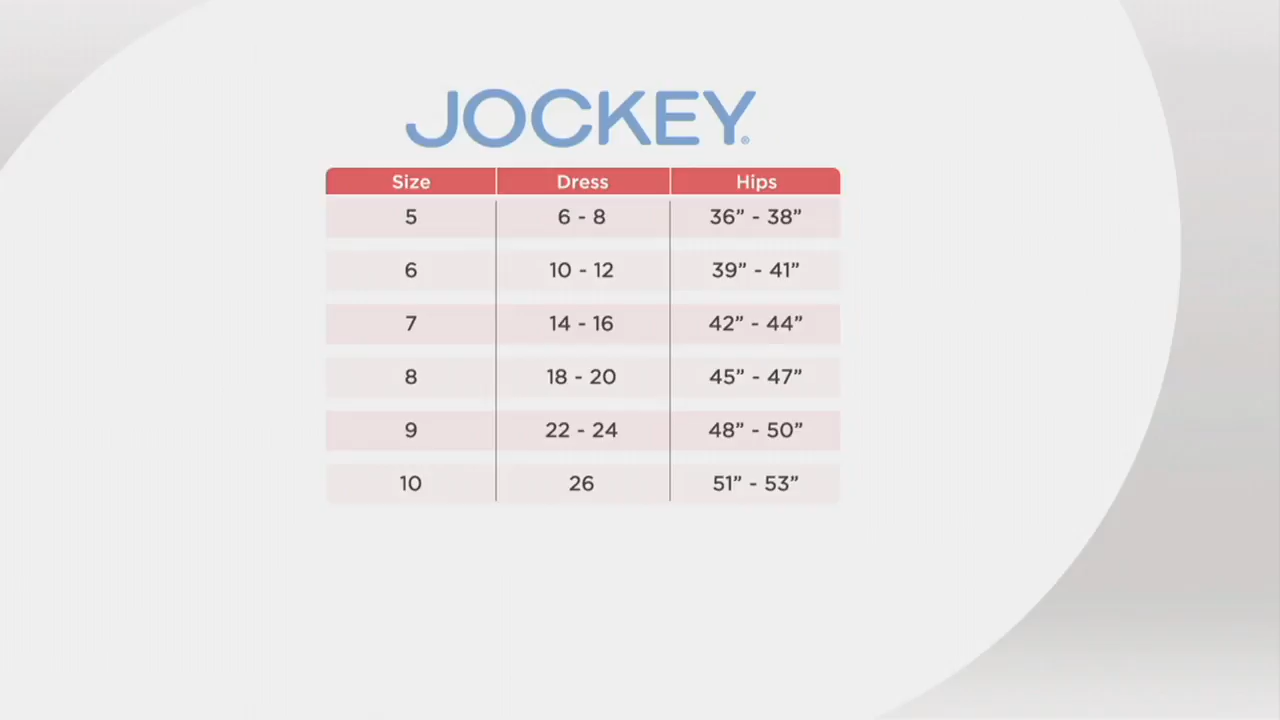 JOCKEY®
Size Dress Hips
5 6 - 8 36” - 38”
6 10 - 12 39” - 41”
7 14 - 16 42” - 44”
8 18 - 20 45” - 47”
9 22 - 24 48” - 50”
10 26 51” - 53”